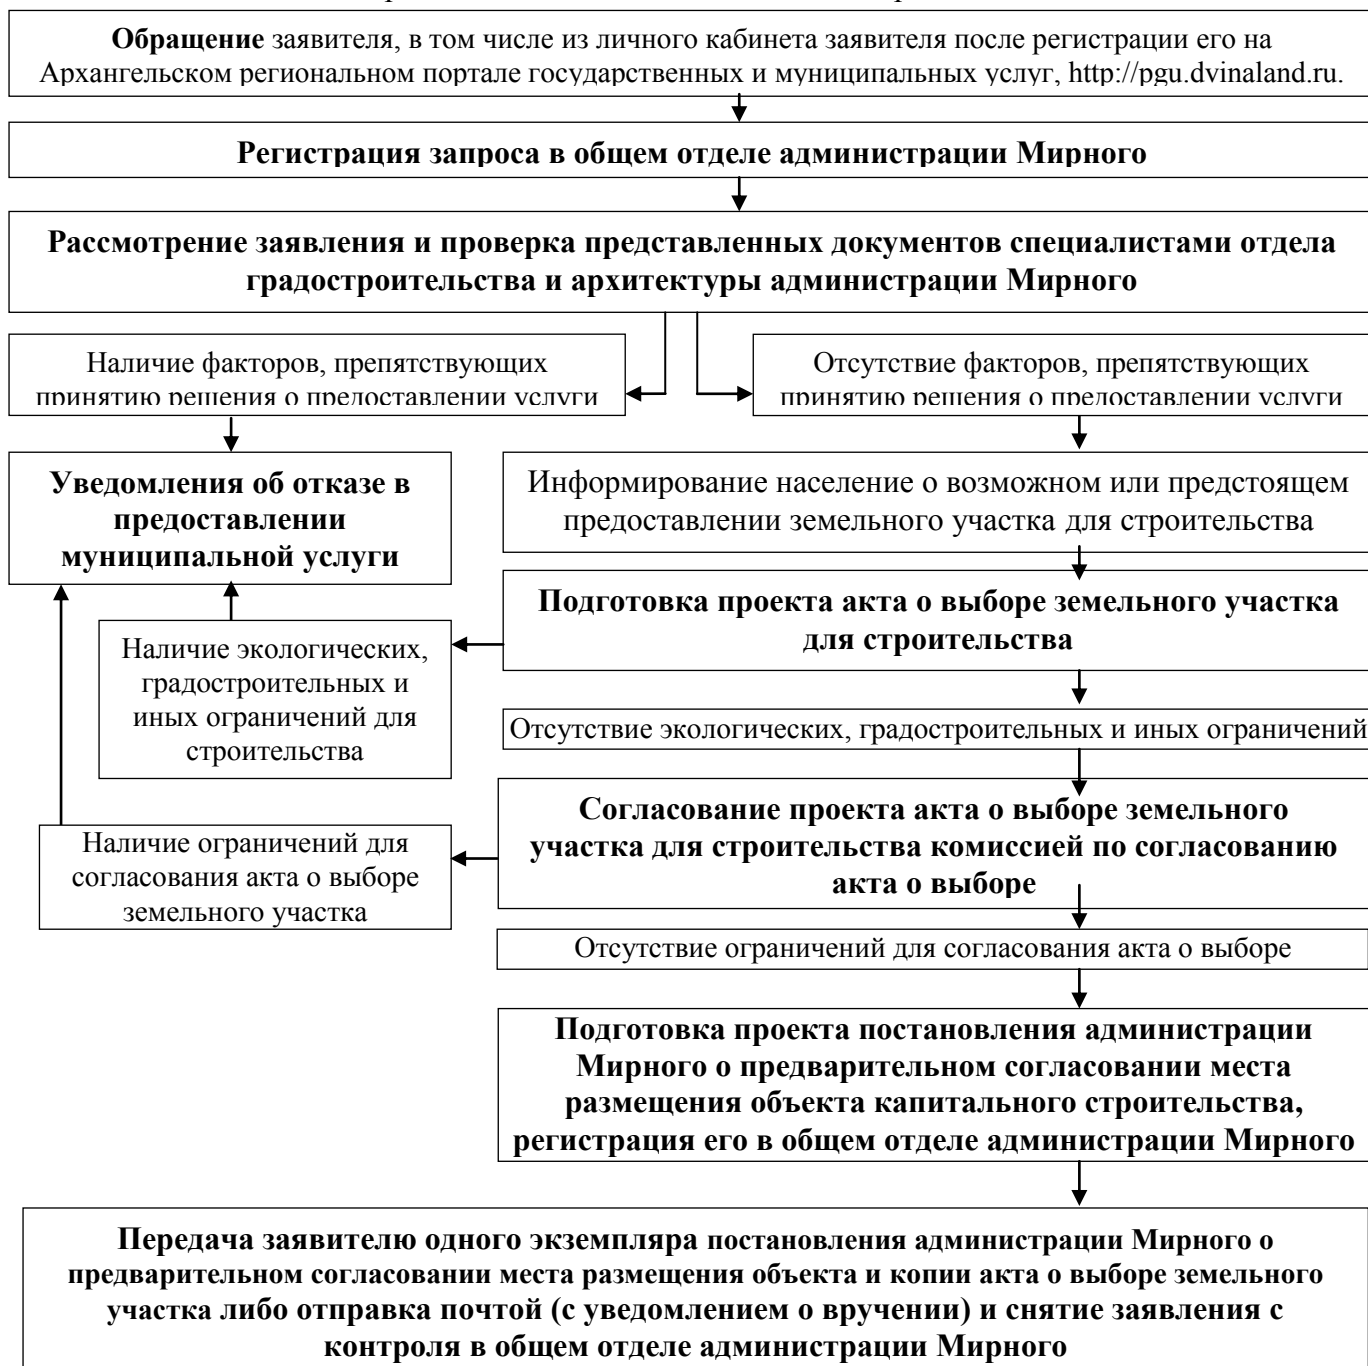 Обращение заявителя, в том числе из личного кабинета заявителя после регистрации его на
Архангельском региональном портале государственных и муниципальных услуг, http://pgu.dvinaland.ru.
Регистрация запроса в общем отделе администрации Мирного
Рассмотрение заявления и проверка представленных документов специалистами отдела
градостроительства и архитектуры администрации Мирного
Наличие факторов, препятствующих
принятию решения о предоставлении услуги
Отсутствие факторов, препятствующих
принятию решения о предоставлении услуги
Уведомления об отказе в
предоставлении
муниципальной услуги
Информирование население о возможном или предстоящем
предоставлении земельного участка для строительства
Подготовка проекта акта о выборе земельного участка
для строительства
Наличие экологических,
градостроительных и
иных ограничений для
строительства
Отсутствие экологических, градостроительных и иных ограничений
Согласование проекта акта о выборе земельного
участка для строительства комиссией по согласованию
акта о выборе
Наличие ограничений для
согласования акта о выборе
земельного участка
Отсутствие ограничений для согласования акта о выборе
Подготовка проекта постановления администрации
Мирного о предварительном согласовании места
размещения объекта капитального строительства,
регистрация его в общем отделе администрации Мирного
Передача заявителю одного экземпляра постановления администрации Мирного о
предварительном согласовании места размещения объекта и копии акта о выборе земельного
участка либо отправка почтой (с уведомлением о вручении) и снятие заявления с
контроля в общем отделе администрации Мирного